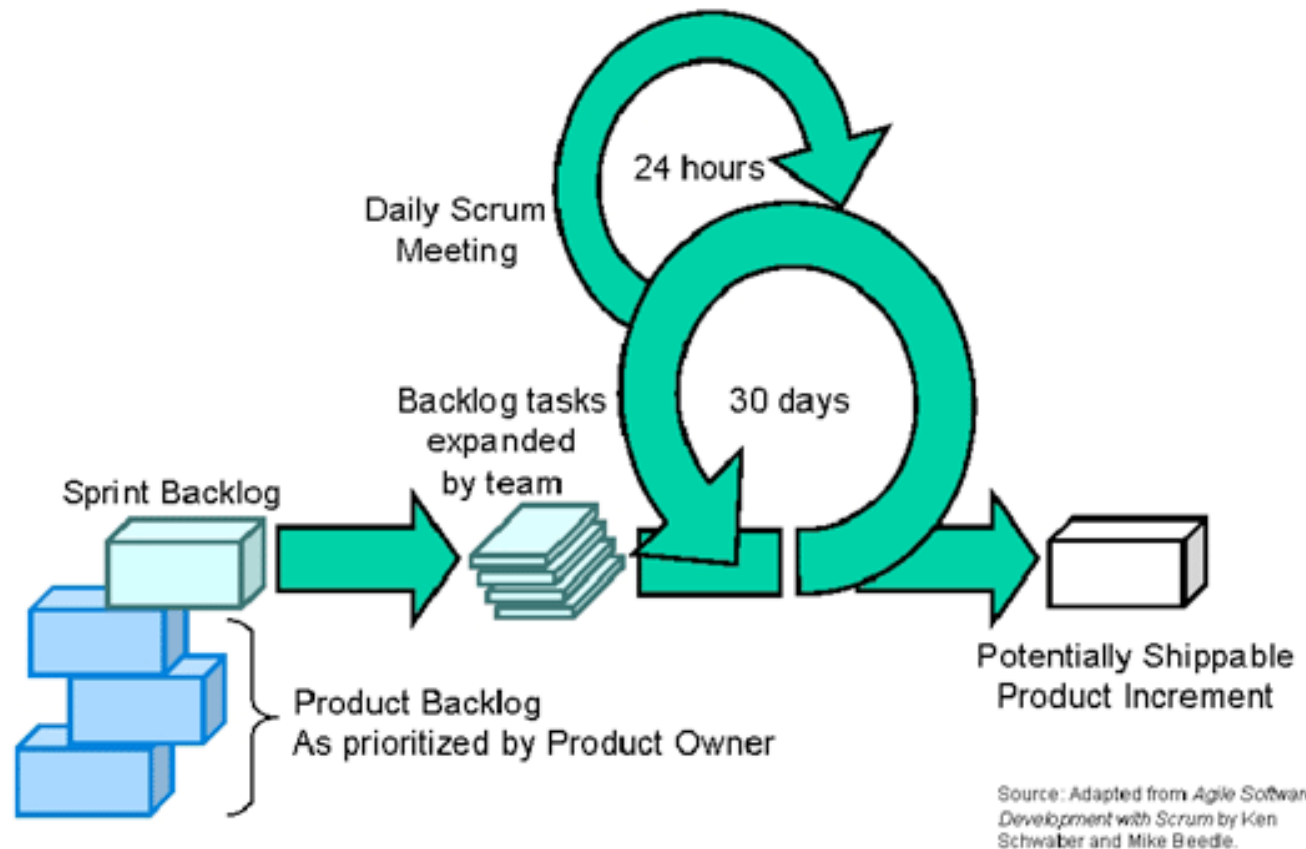 24 hours
Daily Scrum
Meeting
Backlog tasks
expanded
by team
30 days
Sprint Backlog
Potentially Shippable
Product Increment
Product Backlog
As prioritized by Product Owner
Source: Adapted from Agile Softwar
Development with Scrum by Ken
Schwaber and Mike Beedle.